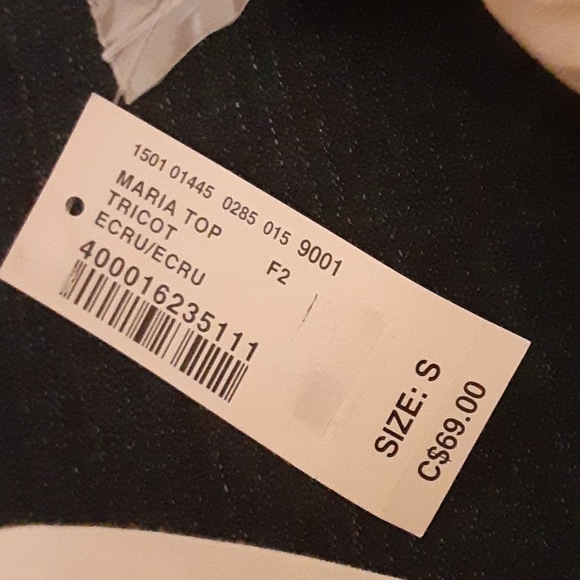 1501 01445 0285 015 9001
MARIA TOP
TRICOT F2
ECRU/ECRU
400016235111
SIZE: S
C$69.00